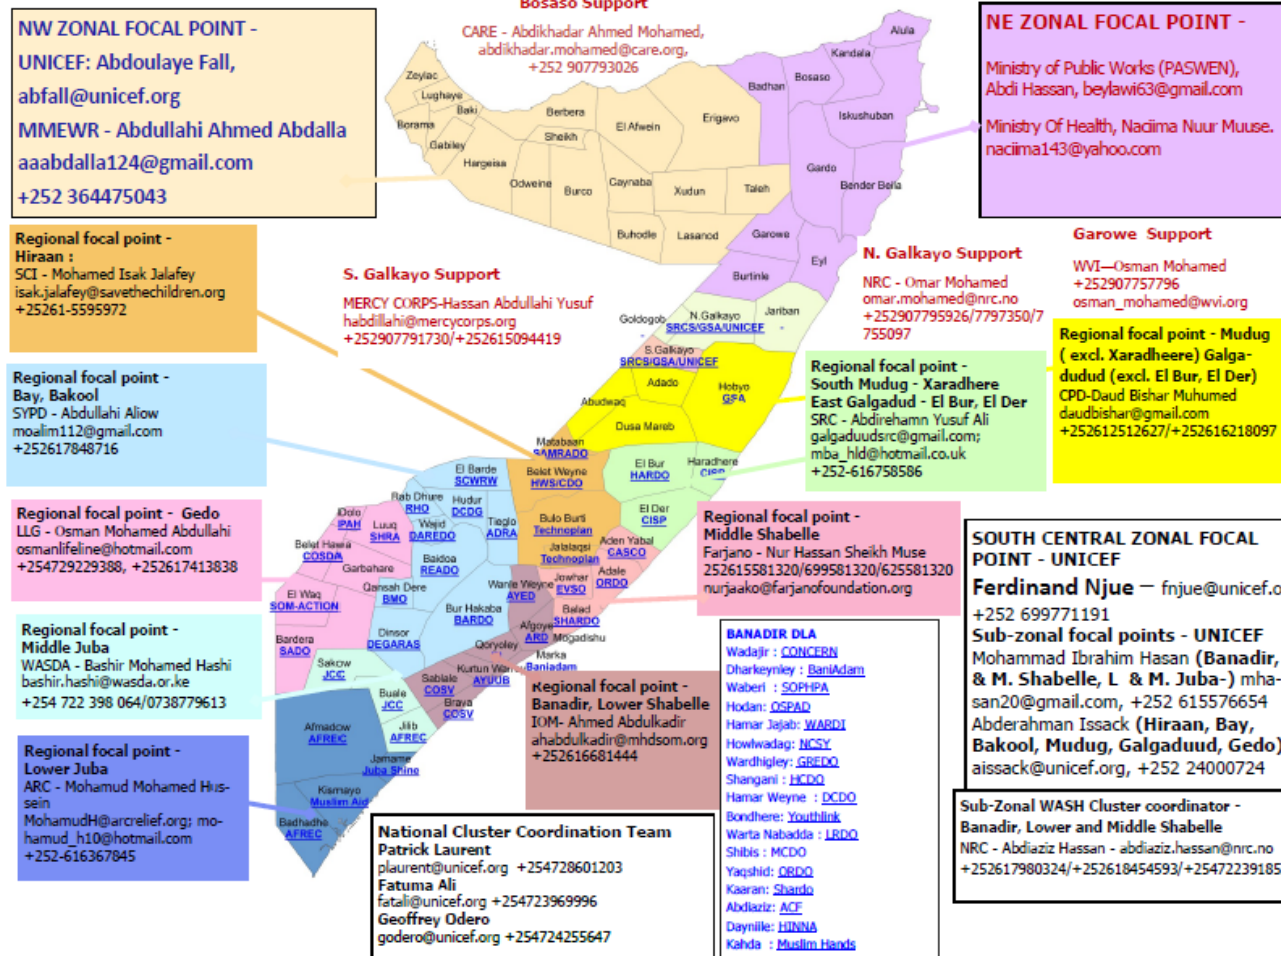 Bosaso Support
CARE - Abdikhadar Ahmed Mohamed,
abdikhadar.mohamed@care.org,
+252 907793026
NW ZONAL FOCAL POINT -
UNICEF: Abdoulaye Fall,
abfall@unicef.org
MMEWR - Abdullahi Ahmed Abdalla
aaabdalla124@gmail.com
+252 364475043
NE ZONAL FOCAL POINT -
Ministry of Public Works (PASWEN),
Abdi Hassan, beylawi63@gmail.com
Ministry Of Health, Naciima Nuur Muuse.
naciima143@yahoo.com
Zeylac
Lughaye
Baki
Borama
Gabiley
Hargeisa
Berbera
Sheikh
Odweine
Burco
El Afwein
Caynaba
Erigavo
Xudun
Taleh
Buhodle
Lasanod
Badhan
Bosaso
Kandala
Alula
Iskushuban
Gardo
Bender Beila
Garowe
Eyl
Burtinle
Regional focal point -
Hiraan :
SCI - Mohamed Isak Jalafey
isak.jalafey@savethechildren.org
+25261-5595972
S. Galkayo Support
MERCY CORPS-Hassan Abdullahi Yusuf
habdillahi@mercycorps.org
+252907791730/+252615094419
N. Galkayo Support
NRC - Omar Mohamed
omar.mohamed@nrc.no
+252907795926/7797350/7
755097
Garowe Support
WVI—Osman Mohamed
+252907757796
osman_mohamed@wvi.org
Regional focal point -
Bay, Bakool
SYPD - Abdullahi Aliow
moalim112@gmail.com
+252617848716
Regional focal point -
South Mudug - Xaradhere
East Galgadud - El Bur, El Der
SRC - Abdirehamn Yusuf Ali
galgaduudsrc@gmail.com;
mba_hld@hotmail.co.uk
+252-616758586
Regional focal point - Mudug
( excl. Xaradheere) Galga-
dudud (excl. El Bur, El Der)
CPD-Daud Bishar Muhumed
daudbishar@gmail.com
+252612512627/+252616218097
Goldogob
N.Galkayo
SRCS/GSA/UNICEF
Jariban
S.Galkayo
SRCS/GSA/UNICEF
Adado
Hobyo
GSA
Abudwaq
Dusa Mareb
Matabaan
SAMRADO
Belet Weyne
HWS/CDO
El Bur
HARDO
Haradhere
CISP
El Der
CISP
Bulo Burti
Technoplan
Jalalaqsi
Technoplan
El Barde
SCWRW
Rab Dhure
RHO
Hudur
DCDG
Tieglo
ADRA
Wajid
DAREDO
Baidoa
READO
Qansah Dere
BMO
Bur Hakaba
BARDO
Dinsor
DEGARAS
Dolo
IPAH
Luuq
SHRA
Belet Hawa
COSDA
Garbahare
El Waq
SOM-ACTION
Bardera
SADO
Aden Yabal
CASCO
Adale
ORDO
Jowhar
EVSO
Balad
SHARDO
Wanle Weyne
AYED
Afgoye
ARD
Mogadishu
Marka
Baniadam
Qoryoley
Kurtun Warrey
AYUUB
Sablale
COSV
Brava
COSV
Sakow
JCC
Buale
JCC
Jilib
AFREC
Afmadow
AFREC
Jamame
Juba Shine
Kismayo
Muslim Aid
Badhadhe
AFREC
Regional focal point - Gedo
LLG - Osman Mohamed Abdullahi
osmanlifeline@hotmail.com
+254729229388, +252617413838
Regional focal point -
Middle Juba
WASDA - Bashir Mohamed Hashi
bashir.hashi@wasda.or.ke
+254 722 398 064/0738779613
Regional focal point -
Lower Juba
ARC - Mohamud Mohamed Hus-
sein
MohamudH@arcrelief.org; mo-
hamud_h10@hotmail.com
+252-616367845
Regional focal point -
Middle Shabelle
Farjano - Nur Hassan Sheikh Muse
252615581320/699581320/625581320
nurjaako@farjanofoundation.org
Regional focal point -
Banadir, Lower Shabelle
IOM- Ahmed Abdulkadir
ahabdulkadir@mhdsom.org
+252616681444
National Cluster Coordination Team
Patrick Laurent
plaurent@unicef.org +254728601203
Fatuma Ali
fatali@unicef.org +254723969996
Geoffrey Odero
godero@unicef.org +254724255647
BANADIR DLA
Wadajir : CONCERN
Dharkeynley : BaniAdam
Waberi : SOPHPA
Hodan: OSPAD
Hamar Jajab: WARDI
Howlwadag: NCSY
Wardhigley: GREDO
Shangani : HCDO
Hamar Weyne : DCDO
Bondhere: Youthlink
Warta Nabadda : LRDO
Shibis : MCDO
Yaqshid: ORDO
Kaaran: Shardo
Abdiaziz: ACF
Dayniile: HINNA
Kahda : Muslim Hands
SOUTH CENTRAL ZONAL FOCAL
POINT - UNICEF
Ferdinand Njue — fnjue@unicef.o
+252 699771191
Sub-zonal focal points - UNICEF
Mohammad Ibrahim Hasan (Banadir,
& M. Shabelle, L & M. Juba-) mha-
san20@gmail.com, +252 615576654
Abderahman Issack (Hiraan, Bay,
Bakool, Mudug, Galgaduud, Gedo)
aissack@unicef.org, +252 24000724
Sub-Zonal WASH Cluster coordinator -
Banadir, Lower and Middle Shabelle
NRC - Abdiaziz Hassan - abdiaziz.hassan@nrc.no
+252617980324/+252618454593/+25472239185